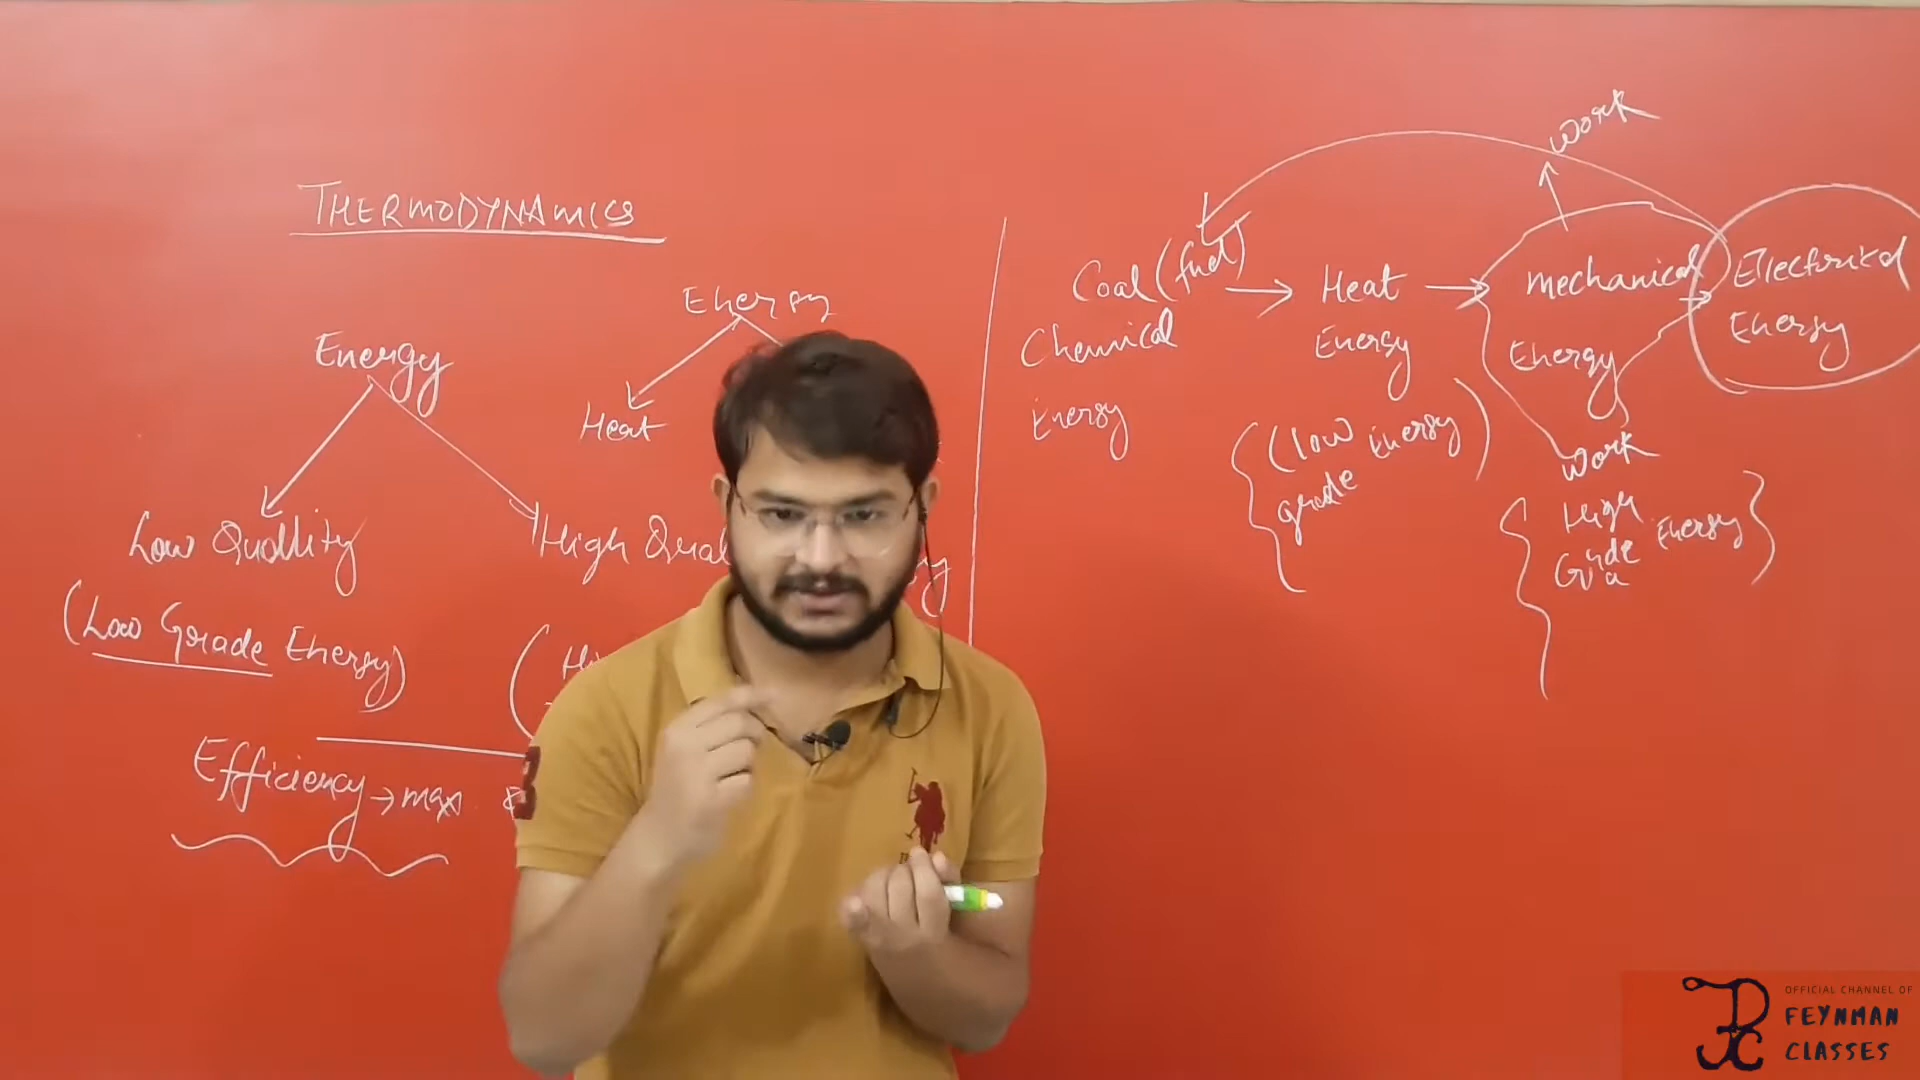 THERMODYNAMICS
Energy
Low Quality
(Low Grade Energy)
High Qual
Efficiency → max
Energy
Heat
Coal (fuel) → Heat → mechanical → Electrical
Chemical Energy Energy Energy
Energy
(low Energy)
grade
Work
Work
High
Grade Energy
OFFICIAL CHANNEL OF
FEYNMAN
CLASSES